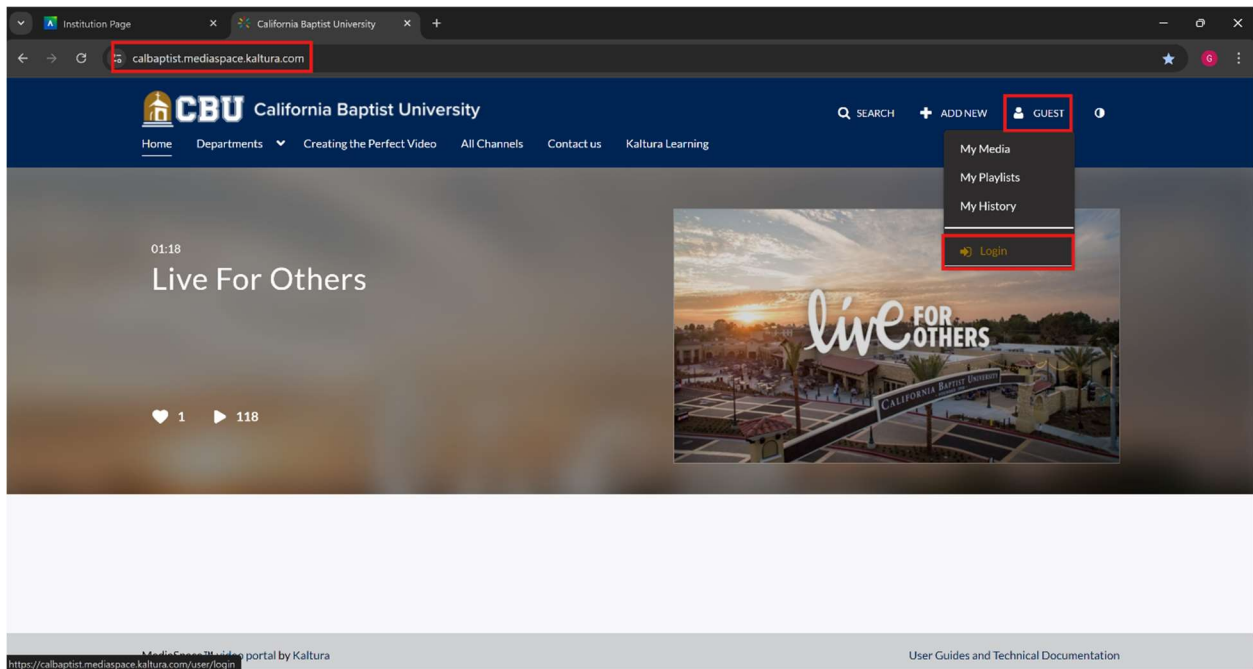 Institution Page
California Baptist University
calbaptist.mediaspace.kaltura.com
G
CBU California Baptist University
SEARCH
ADD NEW
GUEST
Home
Departments
Creating the Perfect Video
All Channels
Contact us
Kaltura Learning
My Media
My Playlists
My History
Login
01:18
Live For Others
1
118
live FOR
OTHERS
CALIFORNIA BAPTIST UNIVERSITY
MediaSpace™ video portal by Kaltura
User Guides and Technical Documentation
https://calbaptist.mediaspace.kaltura.com/user/login